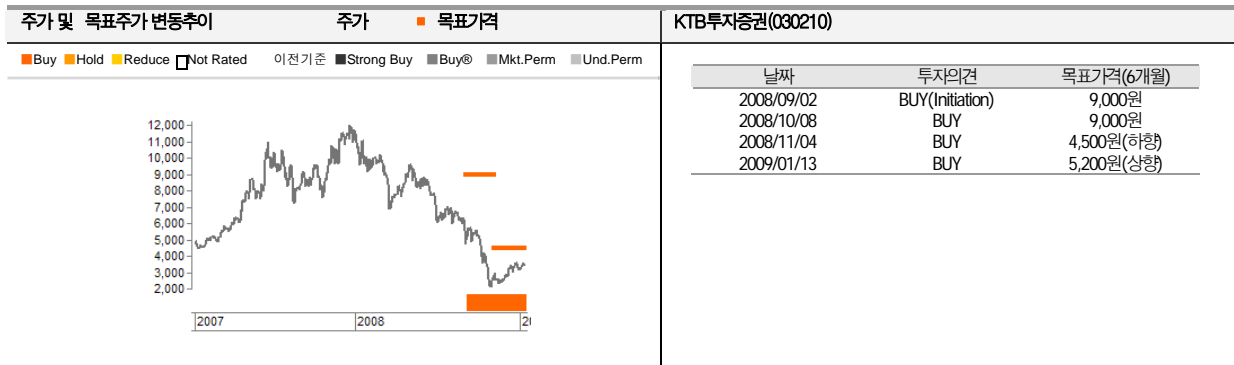 주가 및 목표주가 변동추이 주가 목표가격
Buy Hold Reduce Not Rated 이전기준 Strong Buy Buy® Mkt.Perm Und.Perm
12,000
11,000
10,000
9,000
8,000
7,000
6,000
5,000
4,000
3,000
2,000
2007 2008 2
KTB투자증권(030210)
날짜 투자의견 목표가격(6개월)
2008/09/02 BUY(Initiation) 9,000원
2008/10/08 BUY 9,000원
2008/11/04 BUY 4,500원(하향)
2009/01/13 BUY 5,200원(상향)